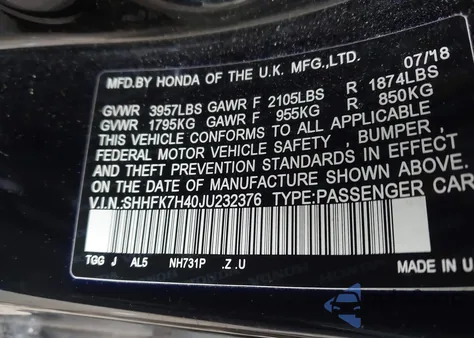 MFD.BY HONDA OF THE U.K. MFG.,LTD. 07/'18
GVWR 3957LBS GAWR F 2105LBS R 1874LBS
GVWR 1795KG GAWR F 955KG R 850KG
THIS VEHICLE CONFORMS TO ALL APPLICABLE
FEDERAL MOTOR VEHICLE SAFETY , BUMPER ,
AND THEFT PREVENTION STANDARDS IN EFFECT
ON THE DATE OF MANUFACTURE SHOWN ABOVE.
V.I.N.:SHHFK7H40JU232376 TYPE:PASSENGER CAR
TGG J AL5 NH731P .Z .U MADE IN U